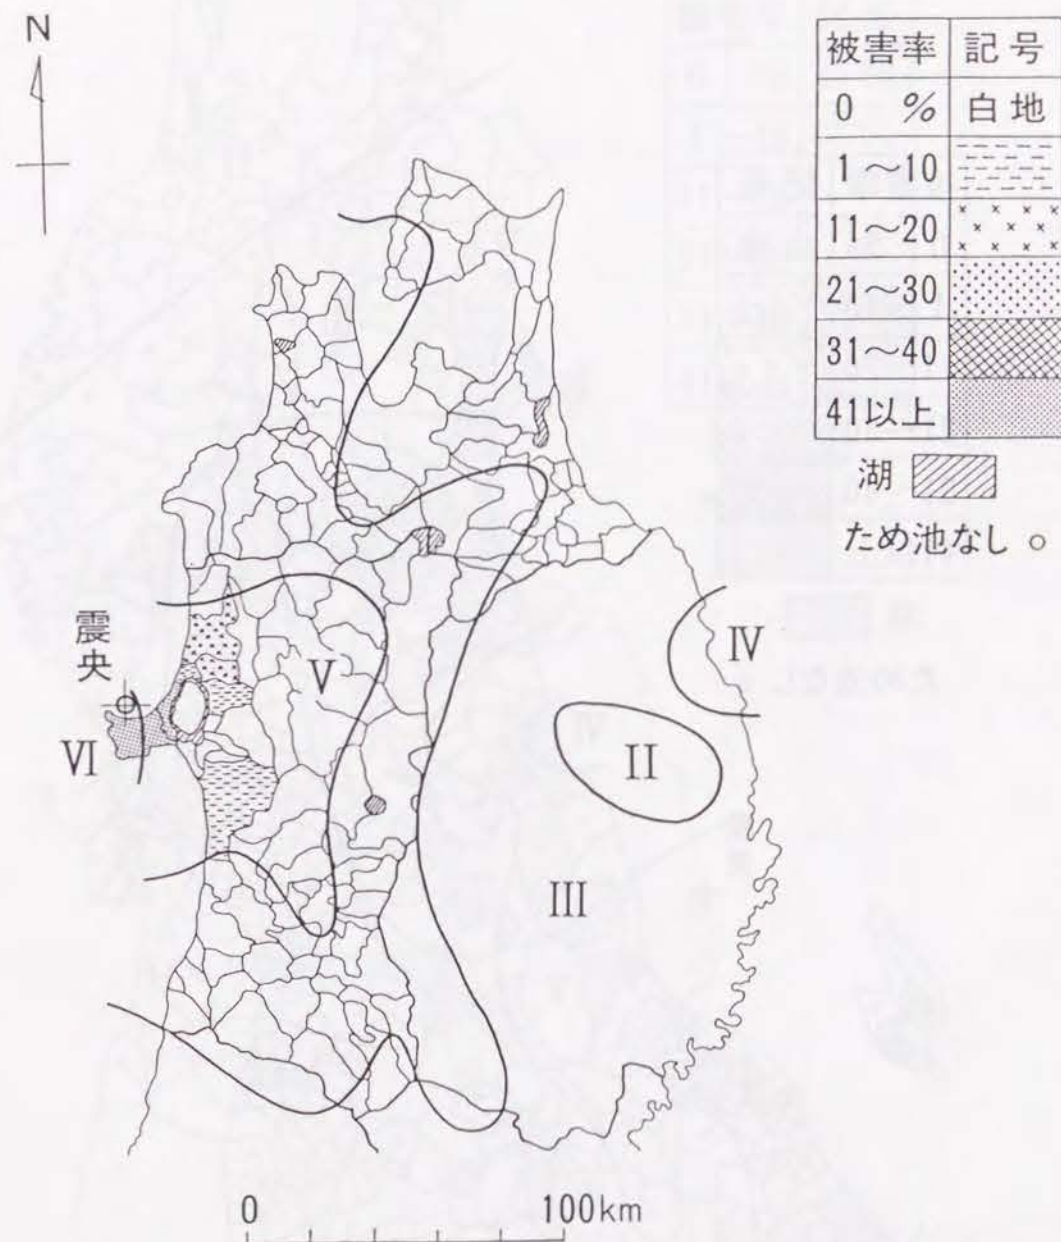 N
被害率 記号
0 % 白地
1～10
11～20
21～30
31～40
41以上
湖
ため池なし ○
震央
VI
V
IV
II
III
0 100km